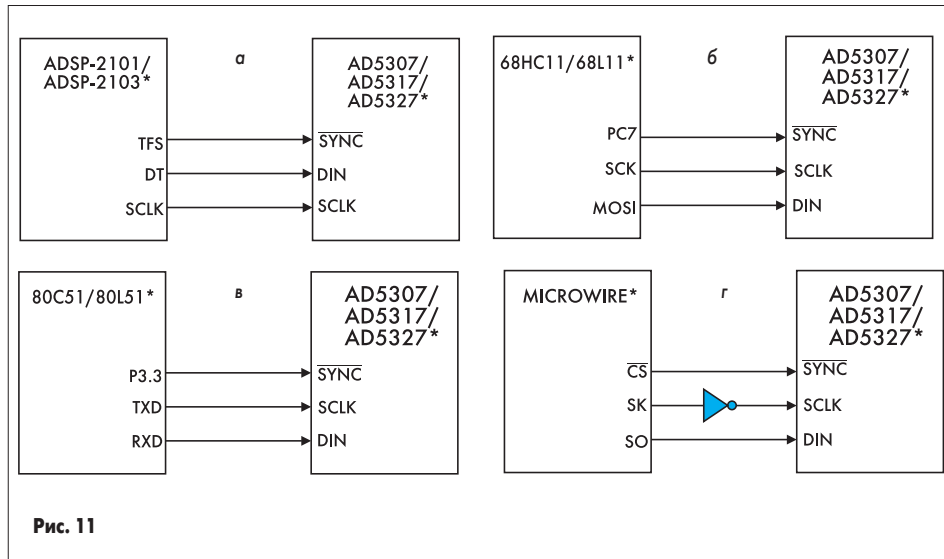 а
ADSP-2101/
ADSP-2103*
AD5307/
AD5317/
AD5327*
TFS
SYNC
DT
DIN
SCLK
SCLK
б
68HC11/68L11*
AD5307/
AD5317/
AD5327*
PC7
SYNC
SCK
SCLK
MOSI
DIN
в
80C51/80L51*
AD5307/
AD5317/
AD5327*
P3.3
SYNC
TXD
SCLK
RXD
DIN
г
MICROWIRE*
AD5307/
AD5317/
AD5327*
CS
SYNC
SK
SCLK
SO
DIN
Рис. 11